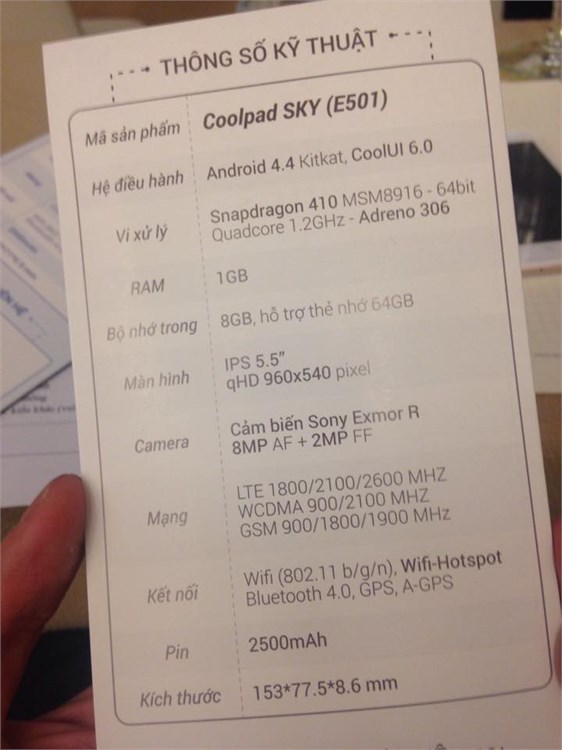 THÔNG SỐ KỸ THUẬT
Mã sản phẩm Coolpad SKY (E501)
Hệ điều hành Android 4.4 Kitkat, CoolUI 6.0
Vi xử lý Snapdragon 410 MSM8916 - 64bit
Quadcore 1.2GHz - Adreno 306
RAM 1GB
Bộ nhớ trong 8GB, hỗ trợ thẻ nhớ 64GB
Màn hình IPS 5.5"
qHD 960x540 pixel
Camera Cảm biến Sony Exmor R
8MP AF + 2MP FF
Mạng LTE 1800/2100/2600 MHZ
WCDMA 900/2100 MHZ
GSM 900/1800/1900 MHz
Kết nối Wifi (802.11 b/g/n), Wifi-Hotspot
Bluetooth 4.0, GPS, A-GPS
Pin 2500mAh
Kích thước 153*77.5*8.6 mm